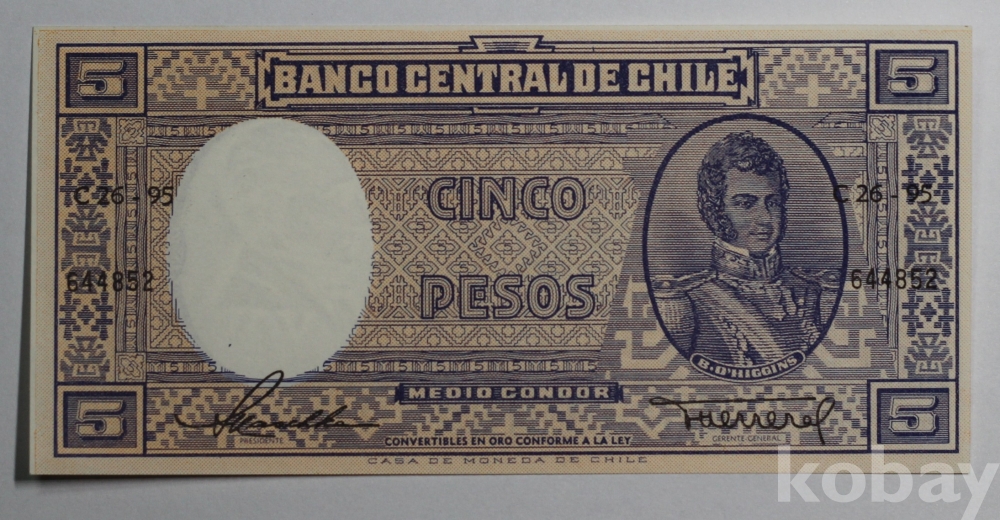 5 BANCO CENTRAL DE CHILE 5
C 26 - 95 C 26 - 95
CINCO
644852 644852
PESOS
B·O'HIGGINS
MEDIO CONDOR
5 5
PRESIDENTE GERENTE GENERAL
CONVERTIBLES EN ORO CONFORME A LA LEY
CASA DE MONEDA DE CHILE
kobay